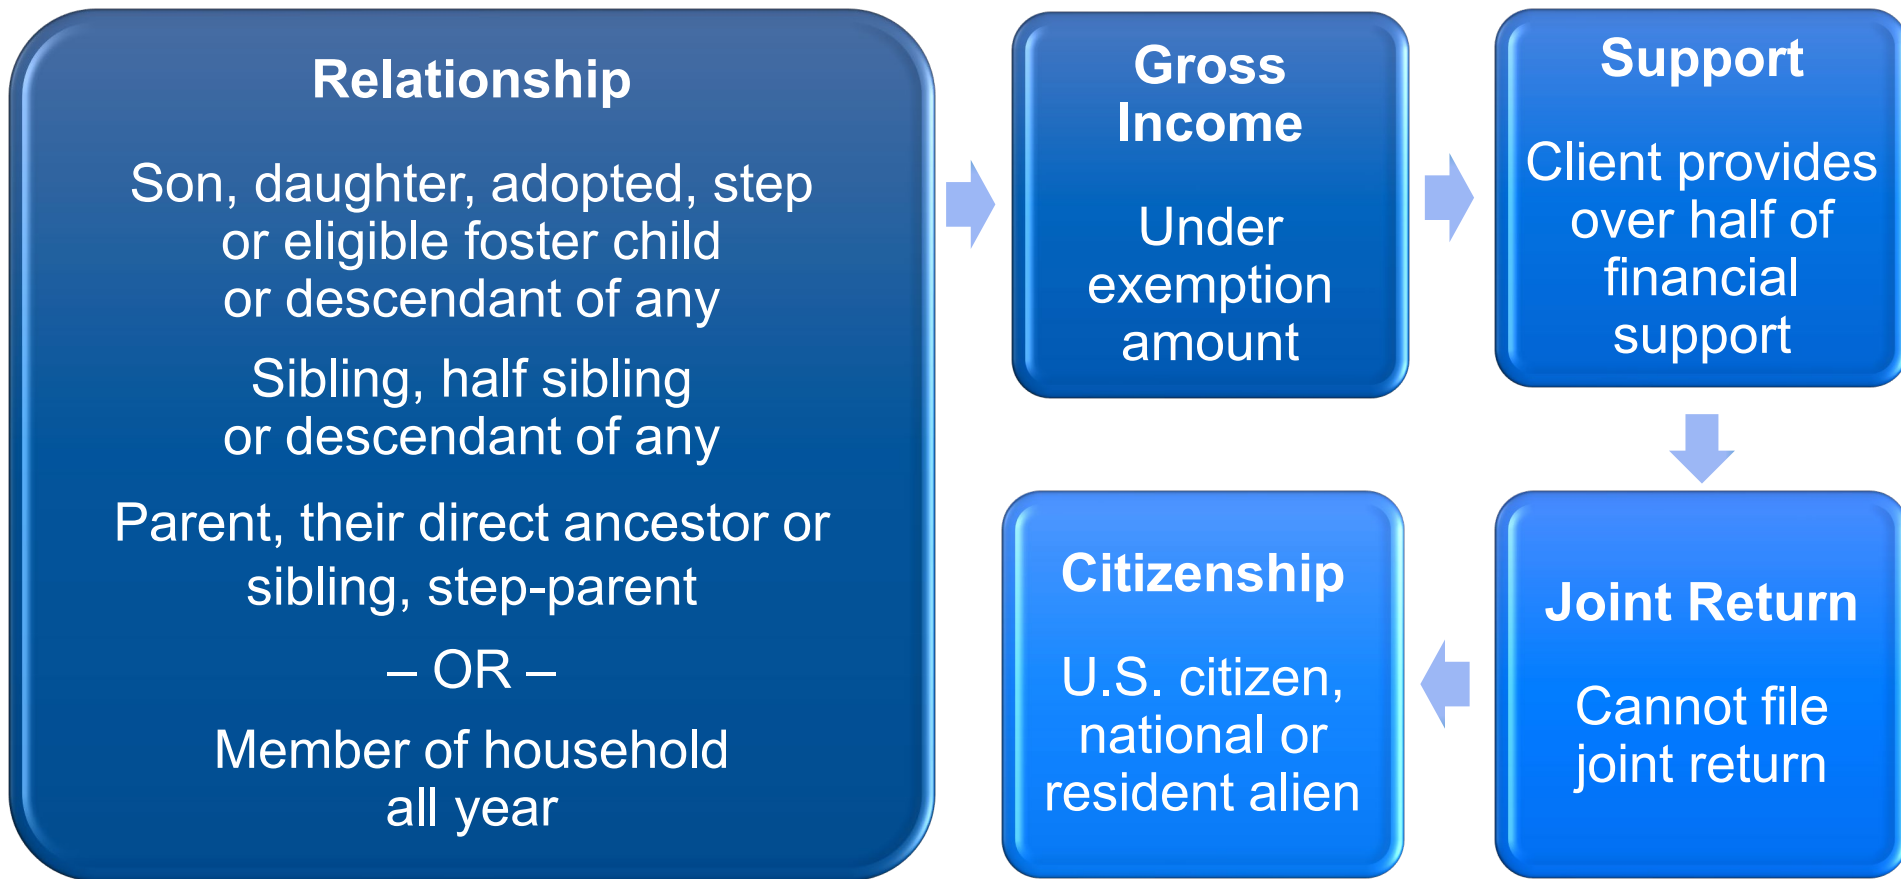 Relationship
Son, daughter, adopted, step
or eligible foster child
or descendant of any
Sibling, half sibling
or descendant of any
Parent, their direct ancestor or
sibling, step-parent
– OR –
Member of household
all year
Gross
Income
Under
exemption
amount
Support
Client provides
over half of
financial
support
Joint Return
Cannot file
joint return
Citizenship
U.S. citizen,
national or
resident alien